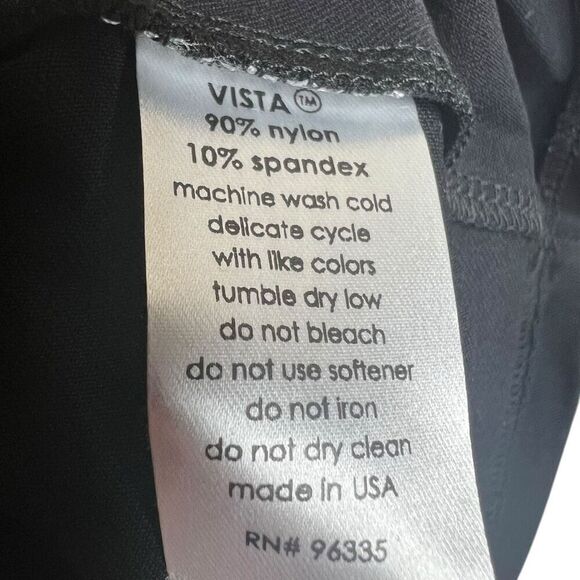 VISTA™
90% nylon
10% spandex
machine wash cold
delicate cycle
with like colors
tumble dry low
do not bleach
do not use softener
do not iron
do not dry clean
made in USA
RN# 96335